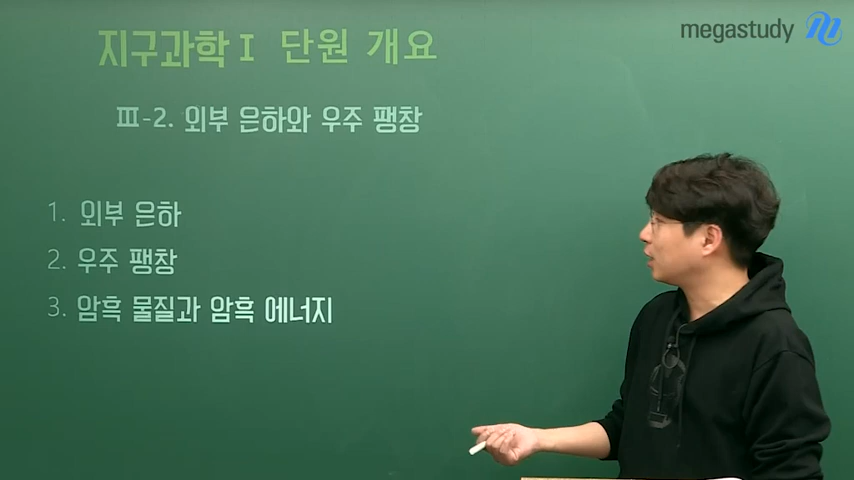 megastudy
지구과학 I 단원 개요
Ⅲ-2. 외부 은하와 우주 팽창
1. 외부 은하
2. 우주 팽창
3. 암흑 물질과 암흑 에너지